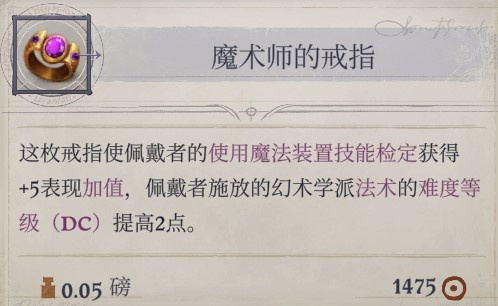 魔术师的戒指
这枚戒指使佩戴者的使用魔法装置技能检定获得
+5表现加值，佩戴者施放的幻术学派法术的难度等
级（DC）提高2点。
0.05 磅
1475